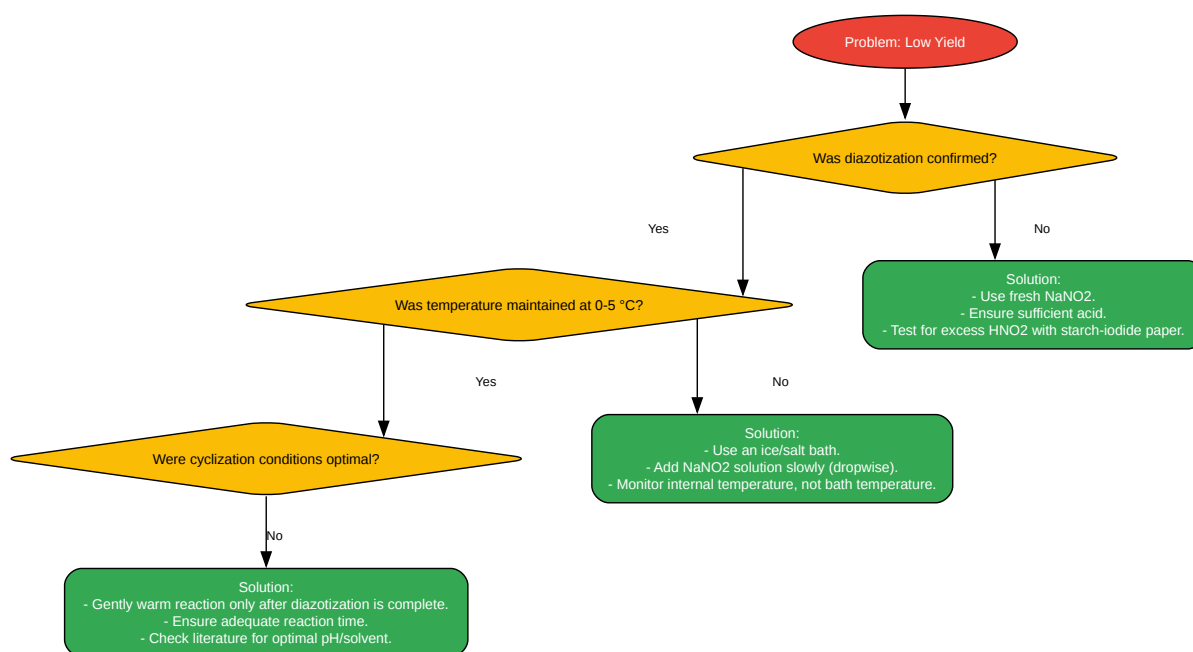 Problem: Low Yield
Was diazotization confirmed?
Yes
No
Solution:
- Use fresh NaNO2.
- Ensure sufficient acid.
- Test for excess HNO2 with starch-iodide paper.
Was temperature maintained at 0-5 °C?
Yes
No
Solution:
- Use an ice/salt bath.
- Add NaNO2 solution slowly (dropwise).
- Monitor internal temperature, not bath temperature.
Were cyclization conditions optimal?
No
Solution:
- Gently warm reaction only after diazotization is complete.
- Ensure adequate reaction time.
- Check literature for optimal pH/solvent.